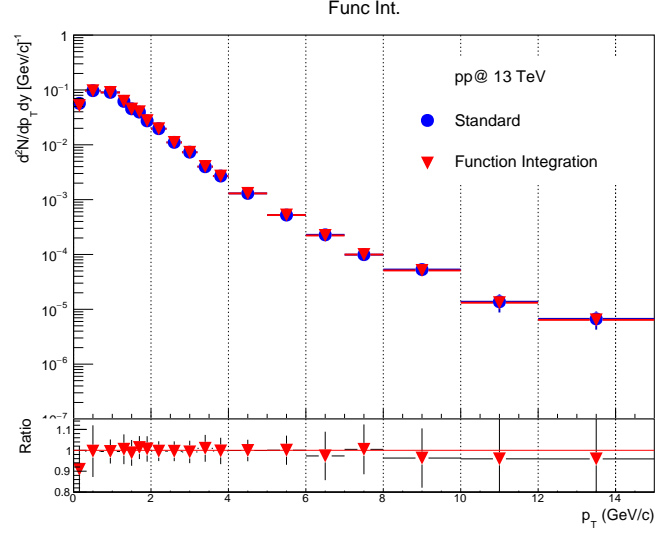 Func Int.
d²N/dp_T dy [Gev/c]⁻¹
1
10⁻¹
10⁻²
10⁻³
10⁻⁴
10⁻⁵
10⁻⁶
10⁻⁷
pp@ 13 TeV
Standard
Function Integration
Ratio
1.1
1
0.9
0.8
0 2 4 6 8 10 12 14
p_T (GeV/c)